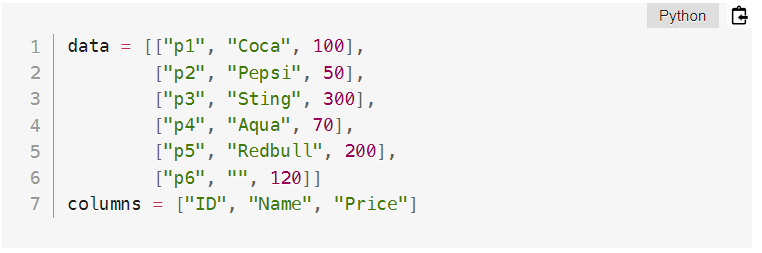 Python
1 data = [["p1", "Coca", 100],
2 ["p2", "Pepsi", 50],
3 ["p3", "Sting", 300],
4 ["p4", "Aqua", 70],
5 ["p5", "Redbull", 200],
6 ["p6", "", 120]]
7 columns = ["ID", "Name", "Price"]